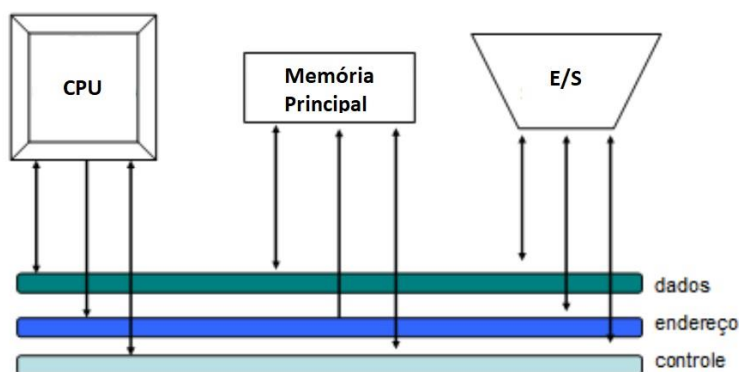 CPU
Memória
Principal
E/S
dados
endereço
controle